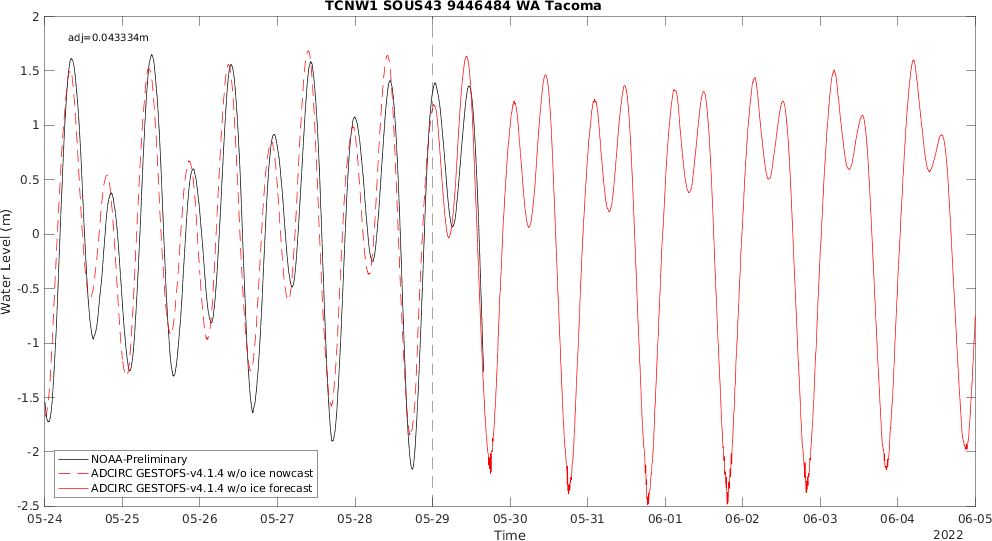 TCNW1 SOUS43 9446484 WA Tacoma
adj=0.043334m
2
1.5
1
0.5
0
-0.5
-1
-1.5
-2
-2.5
Water Level (m)
NOAA-Preliminary
ADCIRC GESTOFS-v4.1.4 w/o ice nowcast
ADCIRC GESTOFS-v4.1.4 w/o ice forecast
05-24 05-25 05-26 05-27 05-28 05-29 05-30 05-31 06-01 06-02 06-03 06-04 06-05
Time
2022